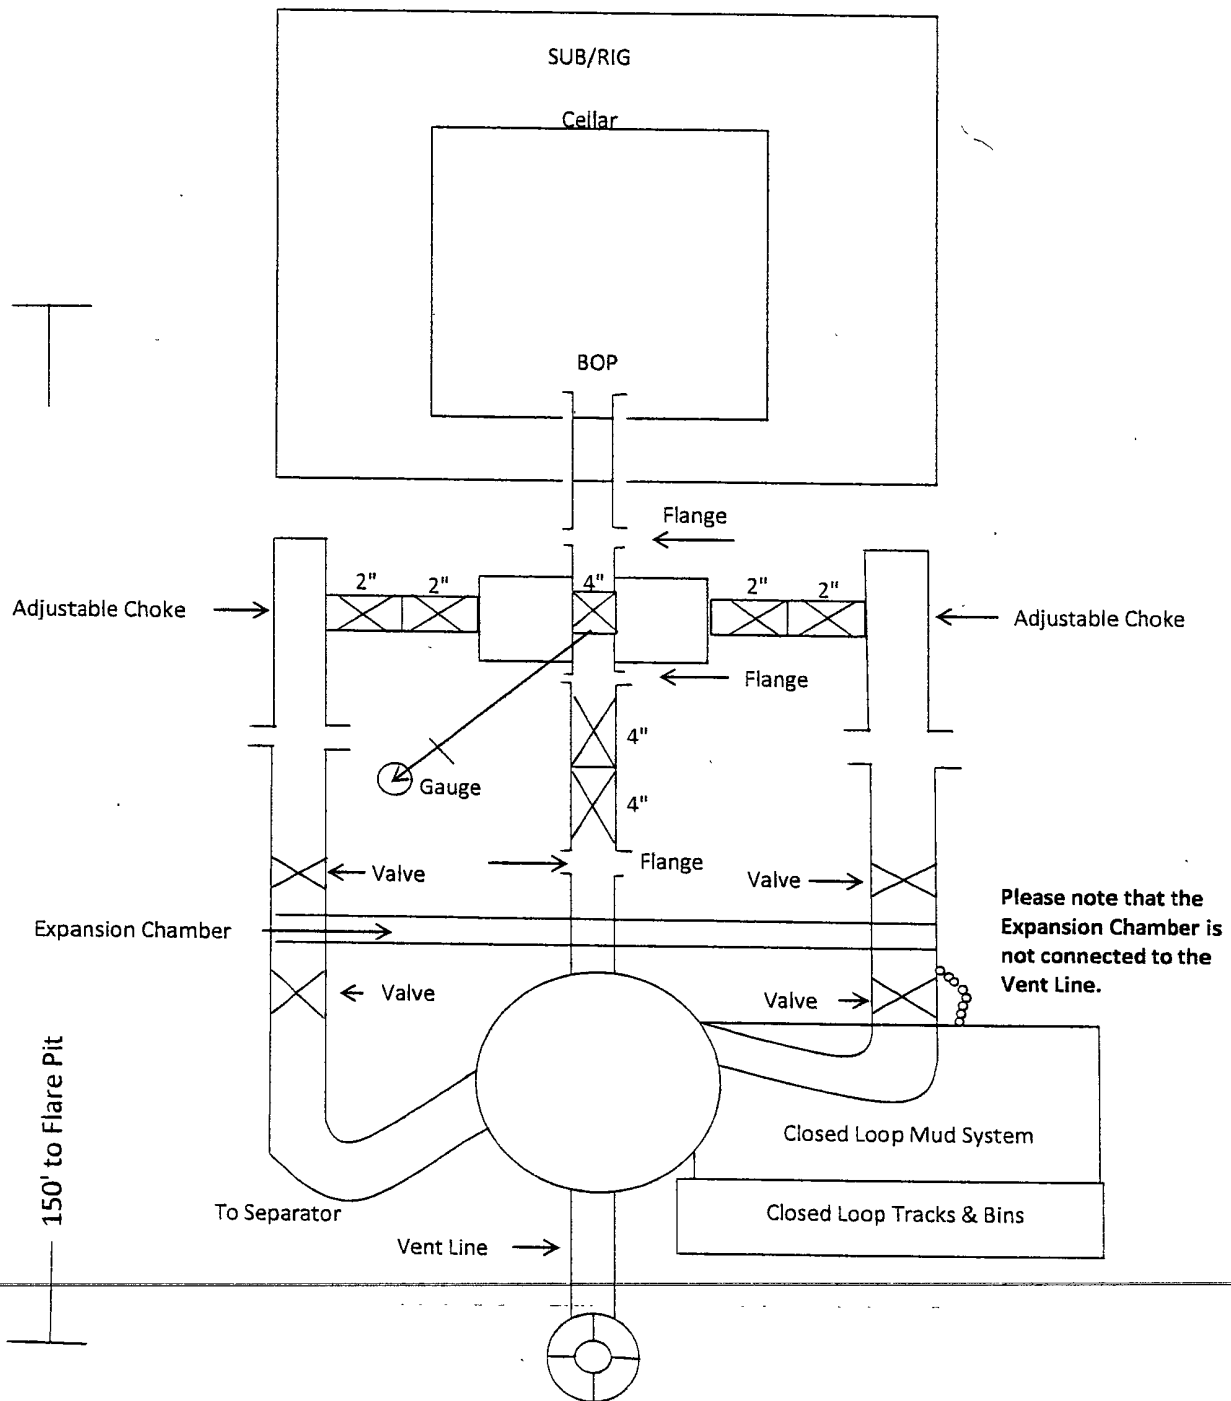 SUB/RIG
Cellar
BOP
Flange
2"
2"
4"
2"
2"
Adjustable Choke
Adjustable Choke
Flange
4"
Gauge
4"
Flange
Valve
Valve
Please note that the
Expansion Chamber is
not connected to the
Vent Line.
Expansion Chamber
Valve
Valve
150' to Flare Pit
Closed Loop Mud System
To Separator
Closed Loop Tracks & Bins
Vent Line